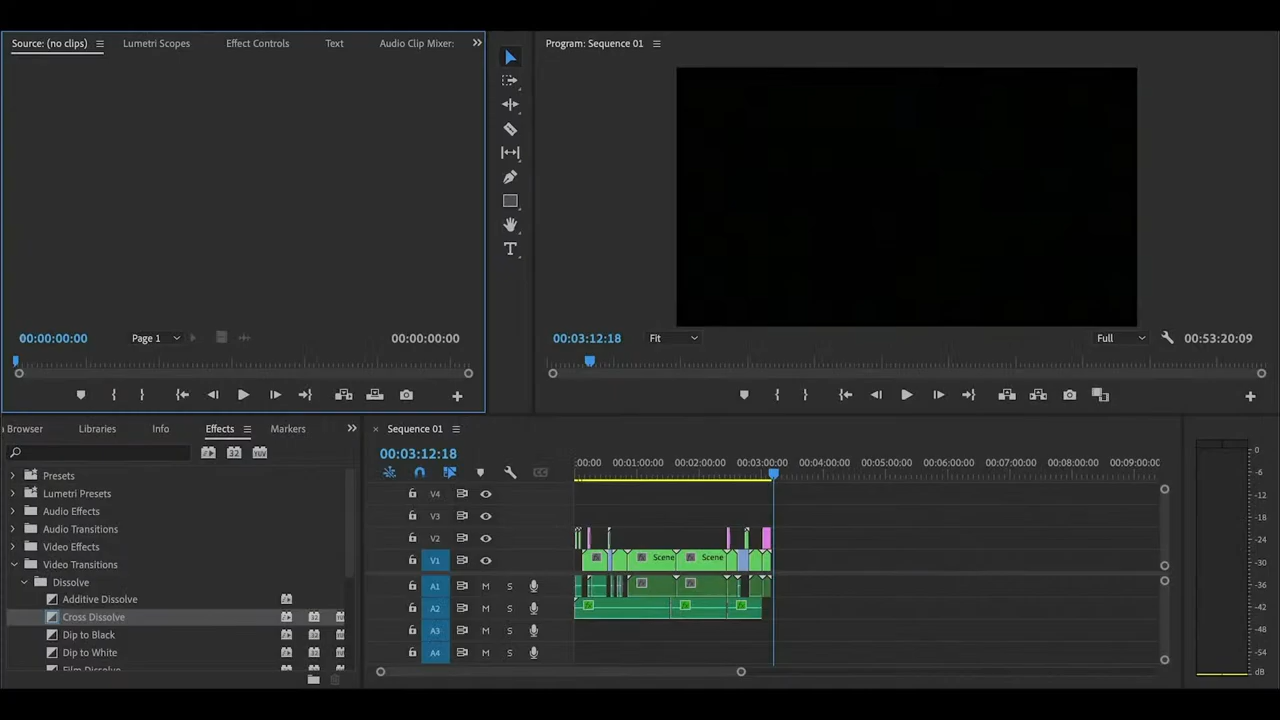 Source: (no clips)
Lumetri Scopes
Effect Controls
Text
Audio Clip Mixer:
Program: Sequence 01
T
00:00:00:00
Page 1
00:00:00:00
00:03:12:18
Fit
Full
00:53:20:09
Browser
Libraries
Info
Effects
Markers
Presets
Lumetri Presets
Audio Effects
Audio Transitions
Video Effects
Video Transitions
Dissolve
Additive Dissolve
Cross Dissolve
Dip to Black
Dip to White
Film Dissolve
Sequence 01
00:03:12:18
:00:00 00:01:00:00 00:02:00:00 00:03:00:00 00:04:00:00 00:05:00:00 00:06:00:00 00:07:00:00 00:08:00:00 00:09:00:00
V4
V3
V2
V1 Scene Scene
A1 M S
A2 M S
A3 M S
A4 M S
0
-6
-12
-18
-24
-30
-36
-42
-48
-54
dB